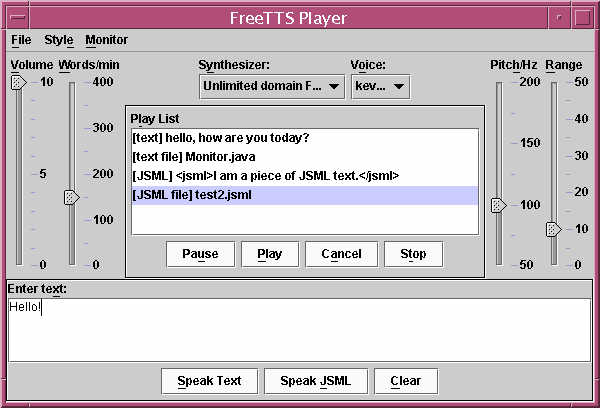 FreeTTS Player
File Style Monitor
Volume Words/min Synthesizer: Voice: Pitch/Hz Range
Unlimited domain F... kev...
10 400 200 50
300 150 40
5 200 30
100 100 20
10
0 0 50 0
Play List
[text] hello, how are you today?
[text file] Monitor.java
[JSML] <jsml>I am a piece of JSML text.</jsml>
[JSML file] test2.jsml
Pause Play Cancel Stop
Enter text:
Hello!
Speak Text Speak JSML Clear